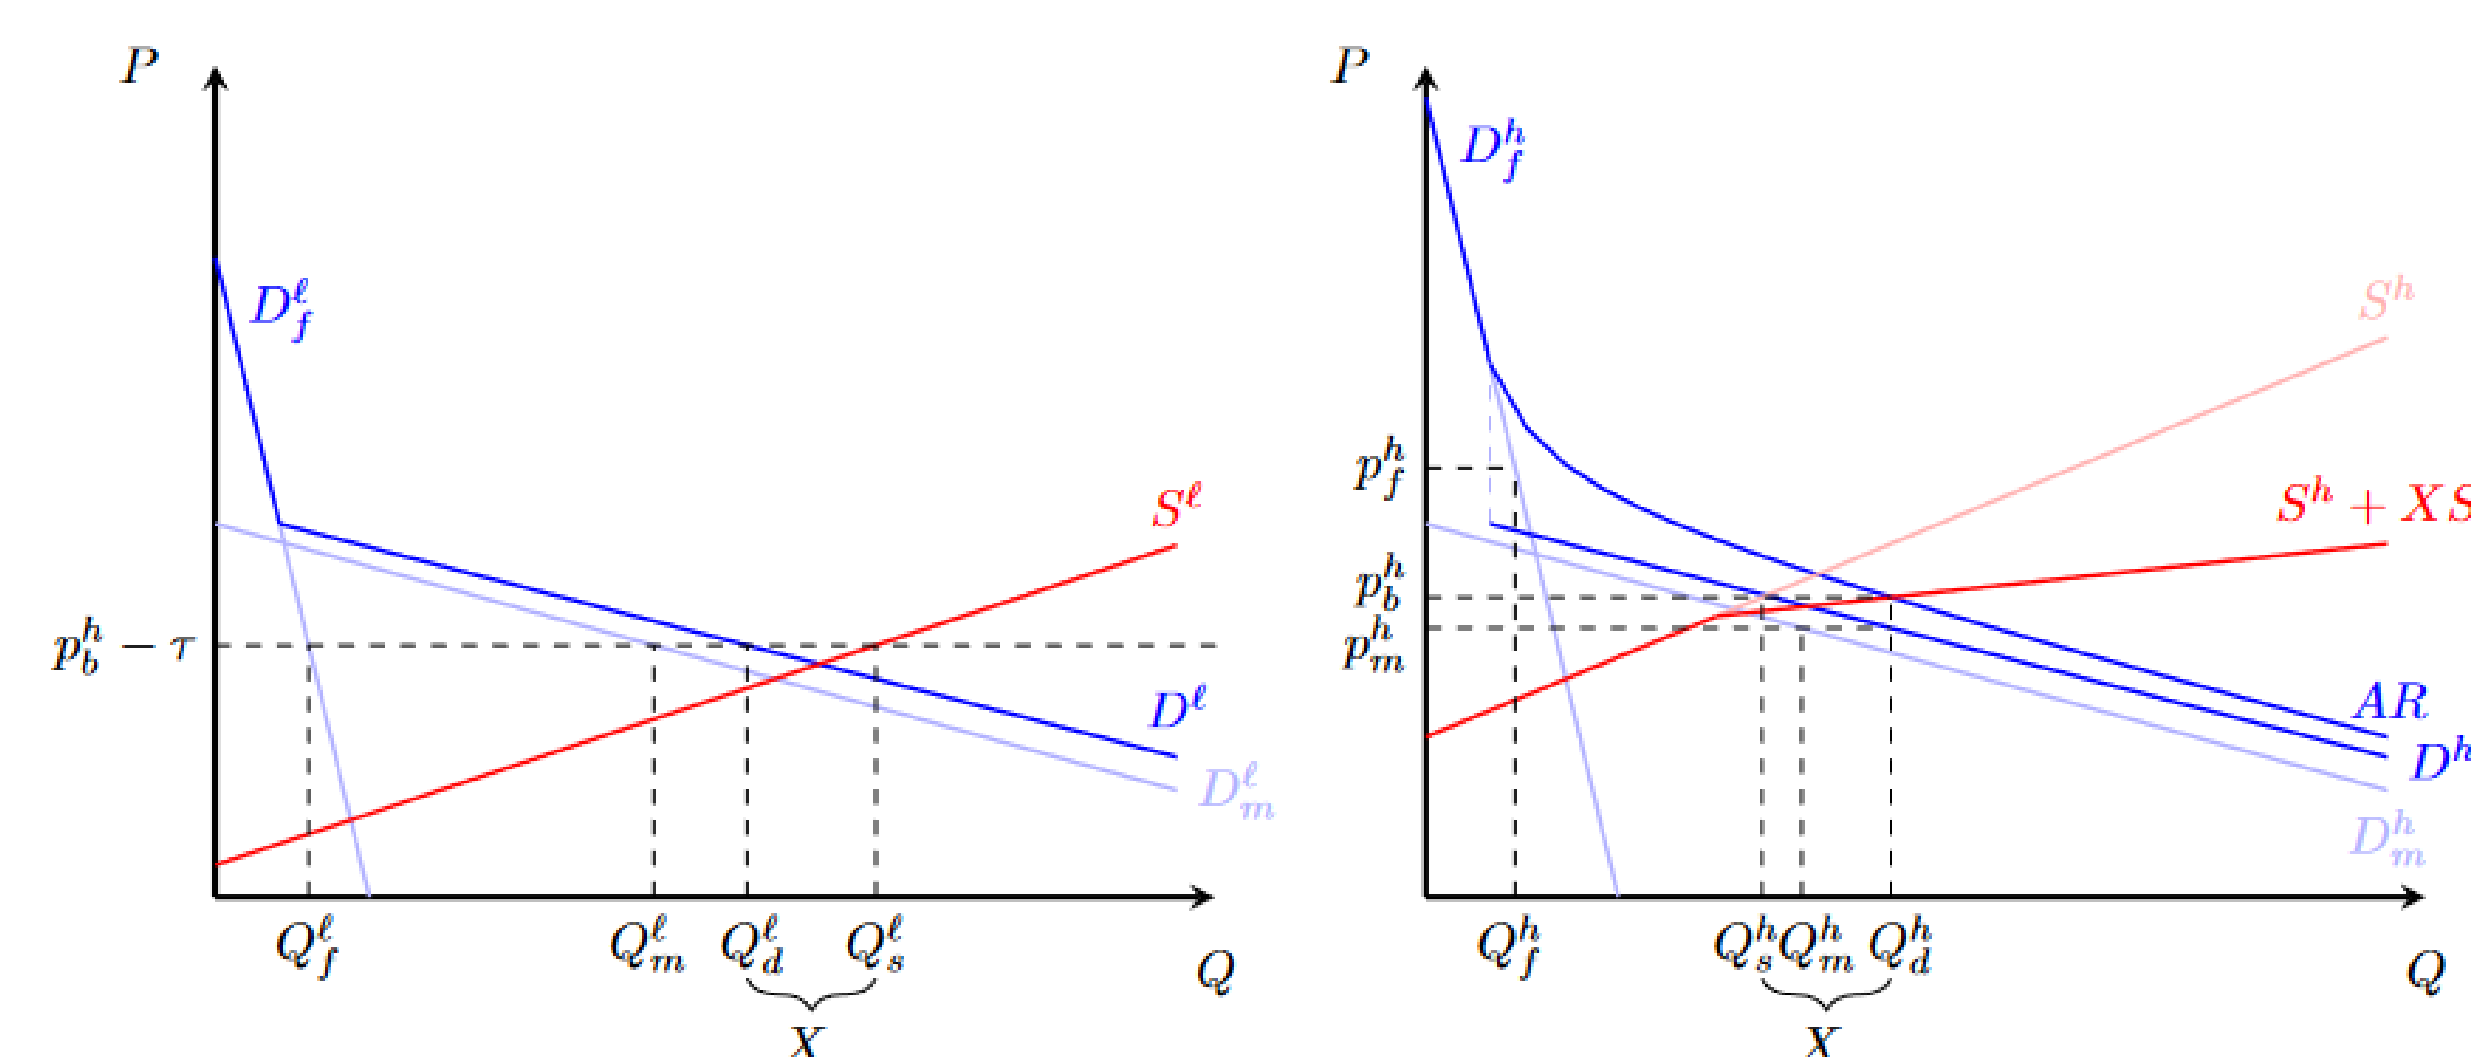 P
D_f^ℓ
S^ℓ
p_b^h − τ
D^ℓ
D_m^ℓ
Q_f^ℓ Q_m^ℓ Q_d^ℓ Q_s^ℓ
Q
X
P
D_f^h
S^h
p_f^h
S^h + XS
p_b^h
p_m^h
AR
D^h
D_m^h
Q_f^h Q_s^h Q_m^h Q_d^h
Q
X